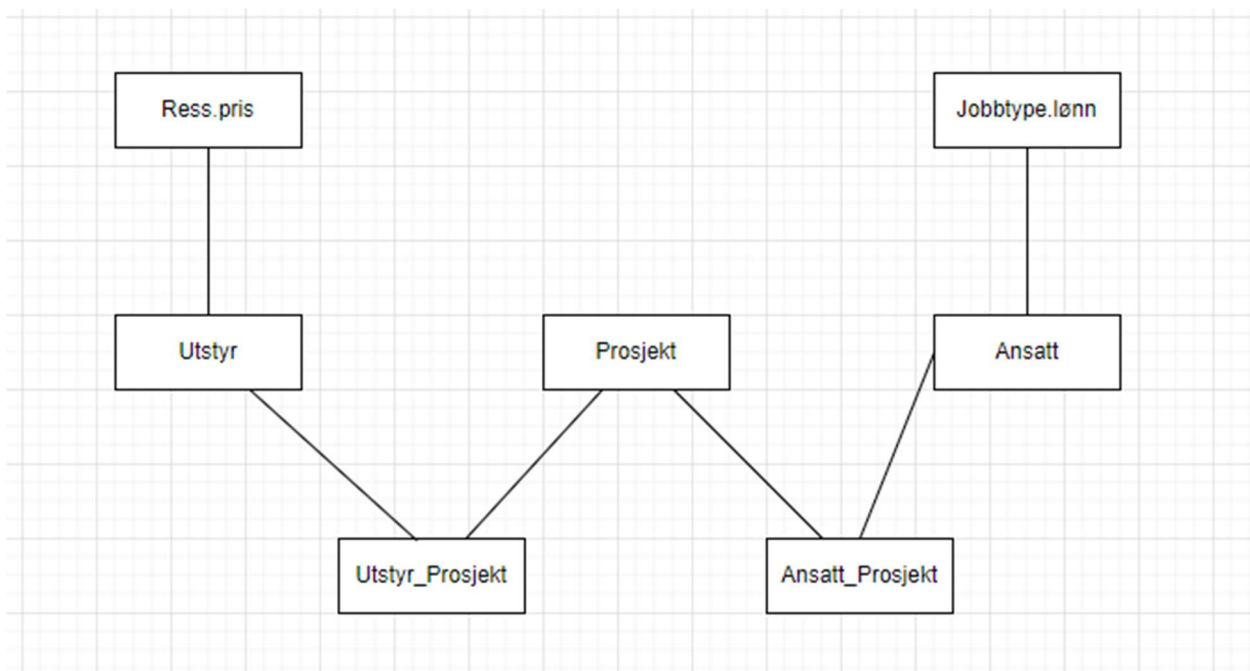 Ress.pris
Jobbtype.lønn
Utstyr
Prosjekt
Ansatt
Utstyr_Prosjekt
Ansatt_Prosjekt